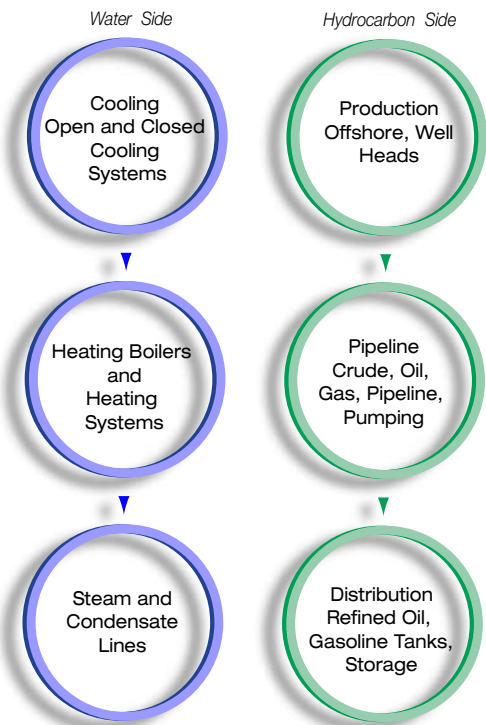 Water Side
Cooling
Open and Closed
Cooling
Systems
Heating Boilers
and
Heating
Systems
Steam and
Condensate
Lines
Hydrocarbon Side
Production
Offshore, Well
Heads
Pipeline
Crude, Oil,
Gas, Pipeline,
Pumping
Distribution
Refined Oil,
Gasoline Tanks,
Storage